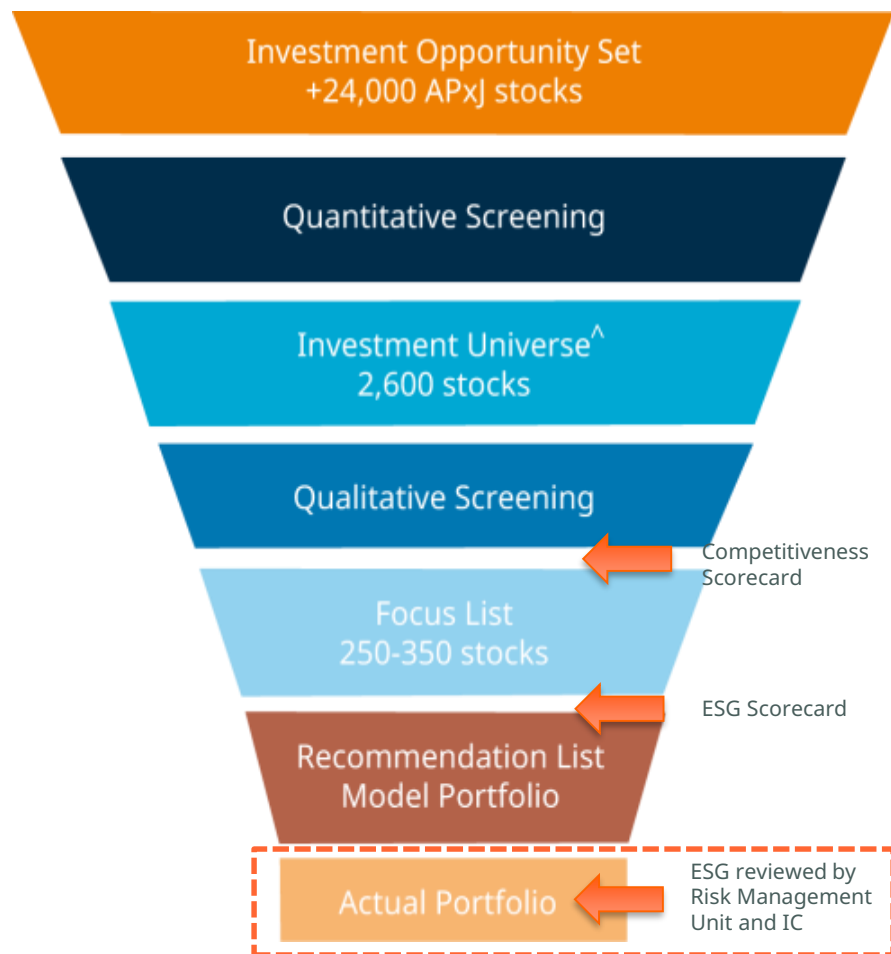 Investment Opportunity Set
+24,000 APxJ stocks
Quantitative Screening
Investment Universe^
2,600 stocks
Qualitative Screening
Competitiveness
Scorecard
Focus List
250-350 stocks
ESG Scorecard
Recommendation List
Model Portfolio
Actual Portfolio
ESG reviewed by
Risk Management
Unit and IC